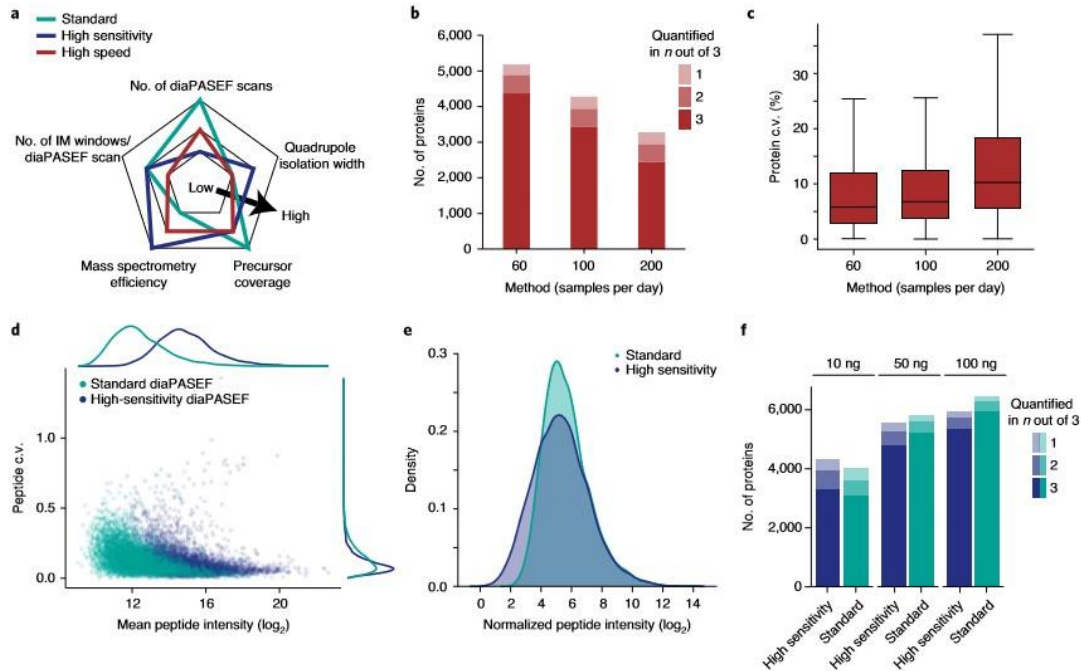 a
Standard
High sensitivity
High speed
No. of diaPASEF scans
No. of IM windows/
diaPASEF scan
Quadrupole
isolation width
Low
High
Mass spectrometry
efficiency
Precursor
coverage
b
6,000
5,000
4,000
3,000
2,000
1,000
0
No. of proteins
Quantified
in n out of 3
1
2
3
60
100
200
Method (samples per day)
c
30
20
10
0
Protein c.v. (%)
60
100
200
Method (samples per day)
d
Standard diaPASEF
High-sensitivity diaPASEF
1.0
0.5
0.0
Peptide c.v.
12
16
20
Mean peptide intensity (log2)
e
0.3
0.2
0.1
0.0
Density
Standard
High sensitivity
0
2
4
6
8
10
12
14
Normalized peptide intensity (log2)
f
10 ng
50 ng
100 ng
6,000
4,000
2,000
0
No. of proteins
Quantified
in n out of 3
1
2
3
High sensitivity
Standard
High sensitivity
Standard
High sensitivity
Standard